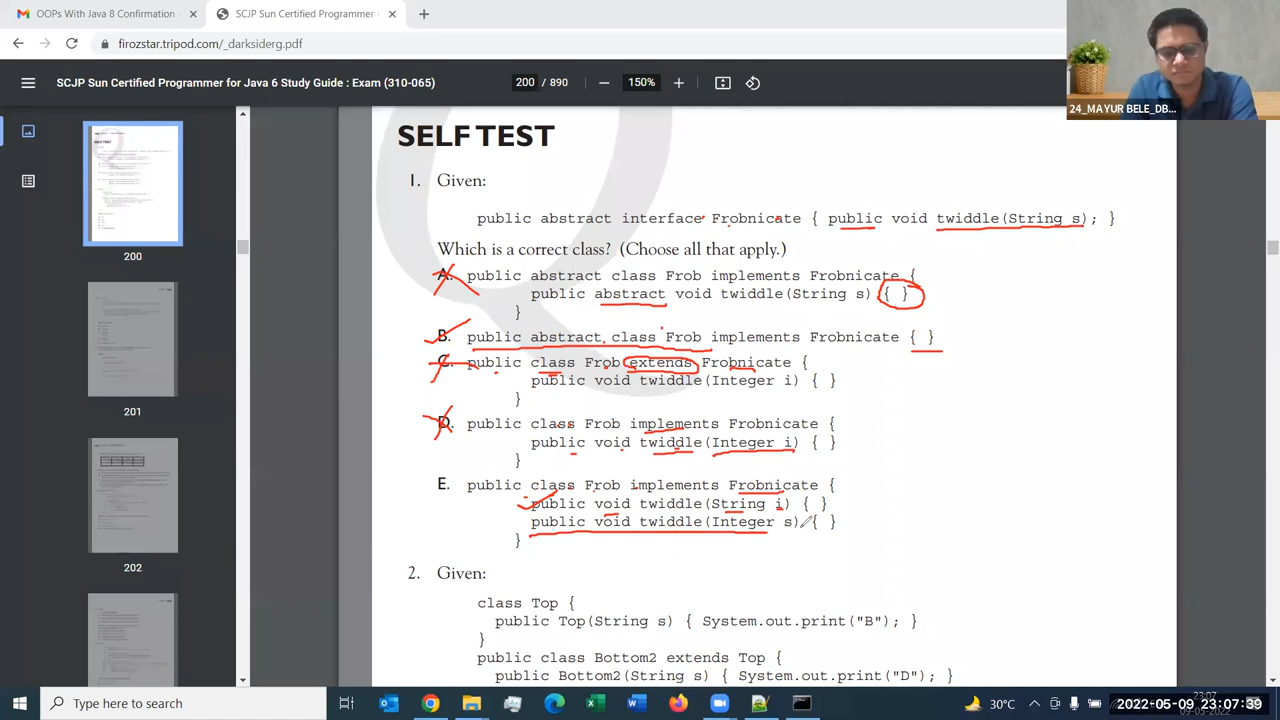 OOPs With Java 8 Confirmation
SCJP Sun Certified Programmer
firozstar.tripod.com/_darksiderg.pdf
24_MAYUR BELE_DB...
SCJP Sun Certified Programmer for Java 6 Study Guide : Exam (310-065)
200 / 890
150%
SELF TEST
1. Given:
public abstract interface Frobnicate { public void twiddle(String s); }
Which is a correct class? (Choose all that apply.)
A. public abstract class Frob implements Frobnicate {
public abstract void twiddle(String s) { }
}
B. public abstract class Frob implements Frobnicate { }
C. public class Frob extends Frobnicate {
public void twiddle(Integer i) { }
}
D. public class Frob implements Frobnicate {
public void twiddle(Integer i) { }
}
E. public class Frob implements Frobnicate {
public void twiddle(String i) { }
public void twiddle(Integer s) { }
}
2. Given:
class Top {
public Top(String s) { System.out.print("B"); }
}
public class Bottom2 extends Top {
public Bottom2(String s) { System.out.print("D"); }
200
201
202
Type here to search
30°C
23:07
09-05-2022
2022-05-09 23:07:39